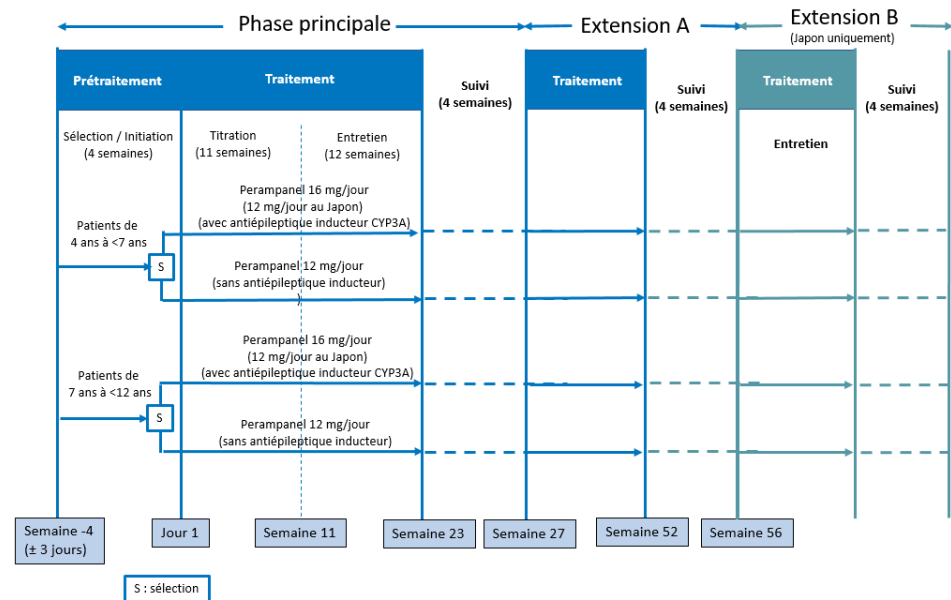 Phase principale
Extension A
Extension B
(Japon uniquement)
Prétraitement
Traitement
Suivi
(4 semaines)
Traitement
Suivi
(4 semaines)
Traitement
Suivi
(4 semaines)
Sélection / Initiation
(4 semaines)
Titration
(11 semaines)
Entretien
(12 semaines)
Entretien
Patients de
4 ans à <7 ans
S
Perampanel 16 mg/jour
(12 mg/jour au Japon)
(avec antiépileptique inducteur CYP3A)
Perampanel 12 mg/jour
(sans antiépileptique inducteur)
)
Patients de
7 ans à <12 ans
S
Perampanel 16 mg/jour
(12 mg/jour au Japon)
(avec antiépileptique inducteur CYP3A)
Perampanel 12 mg/jour
(sans antiépileptique inducteur)
Semaine -4
(± 3 jours)
Jour 1
Semaine 11
Semaine 23
Semaine 27
Semaine 52
Semaine 56
S : sélection